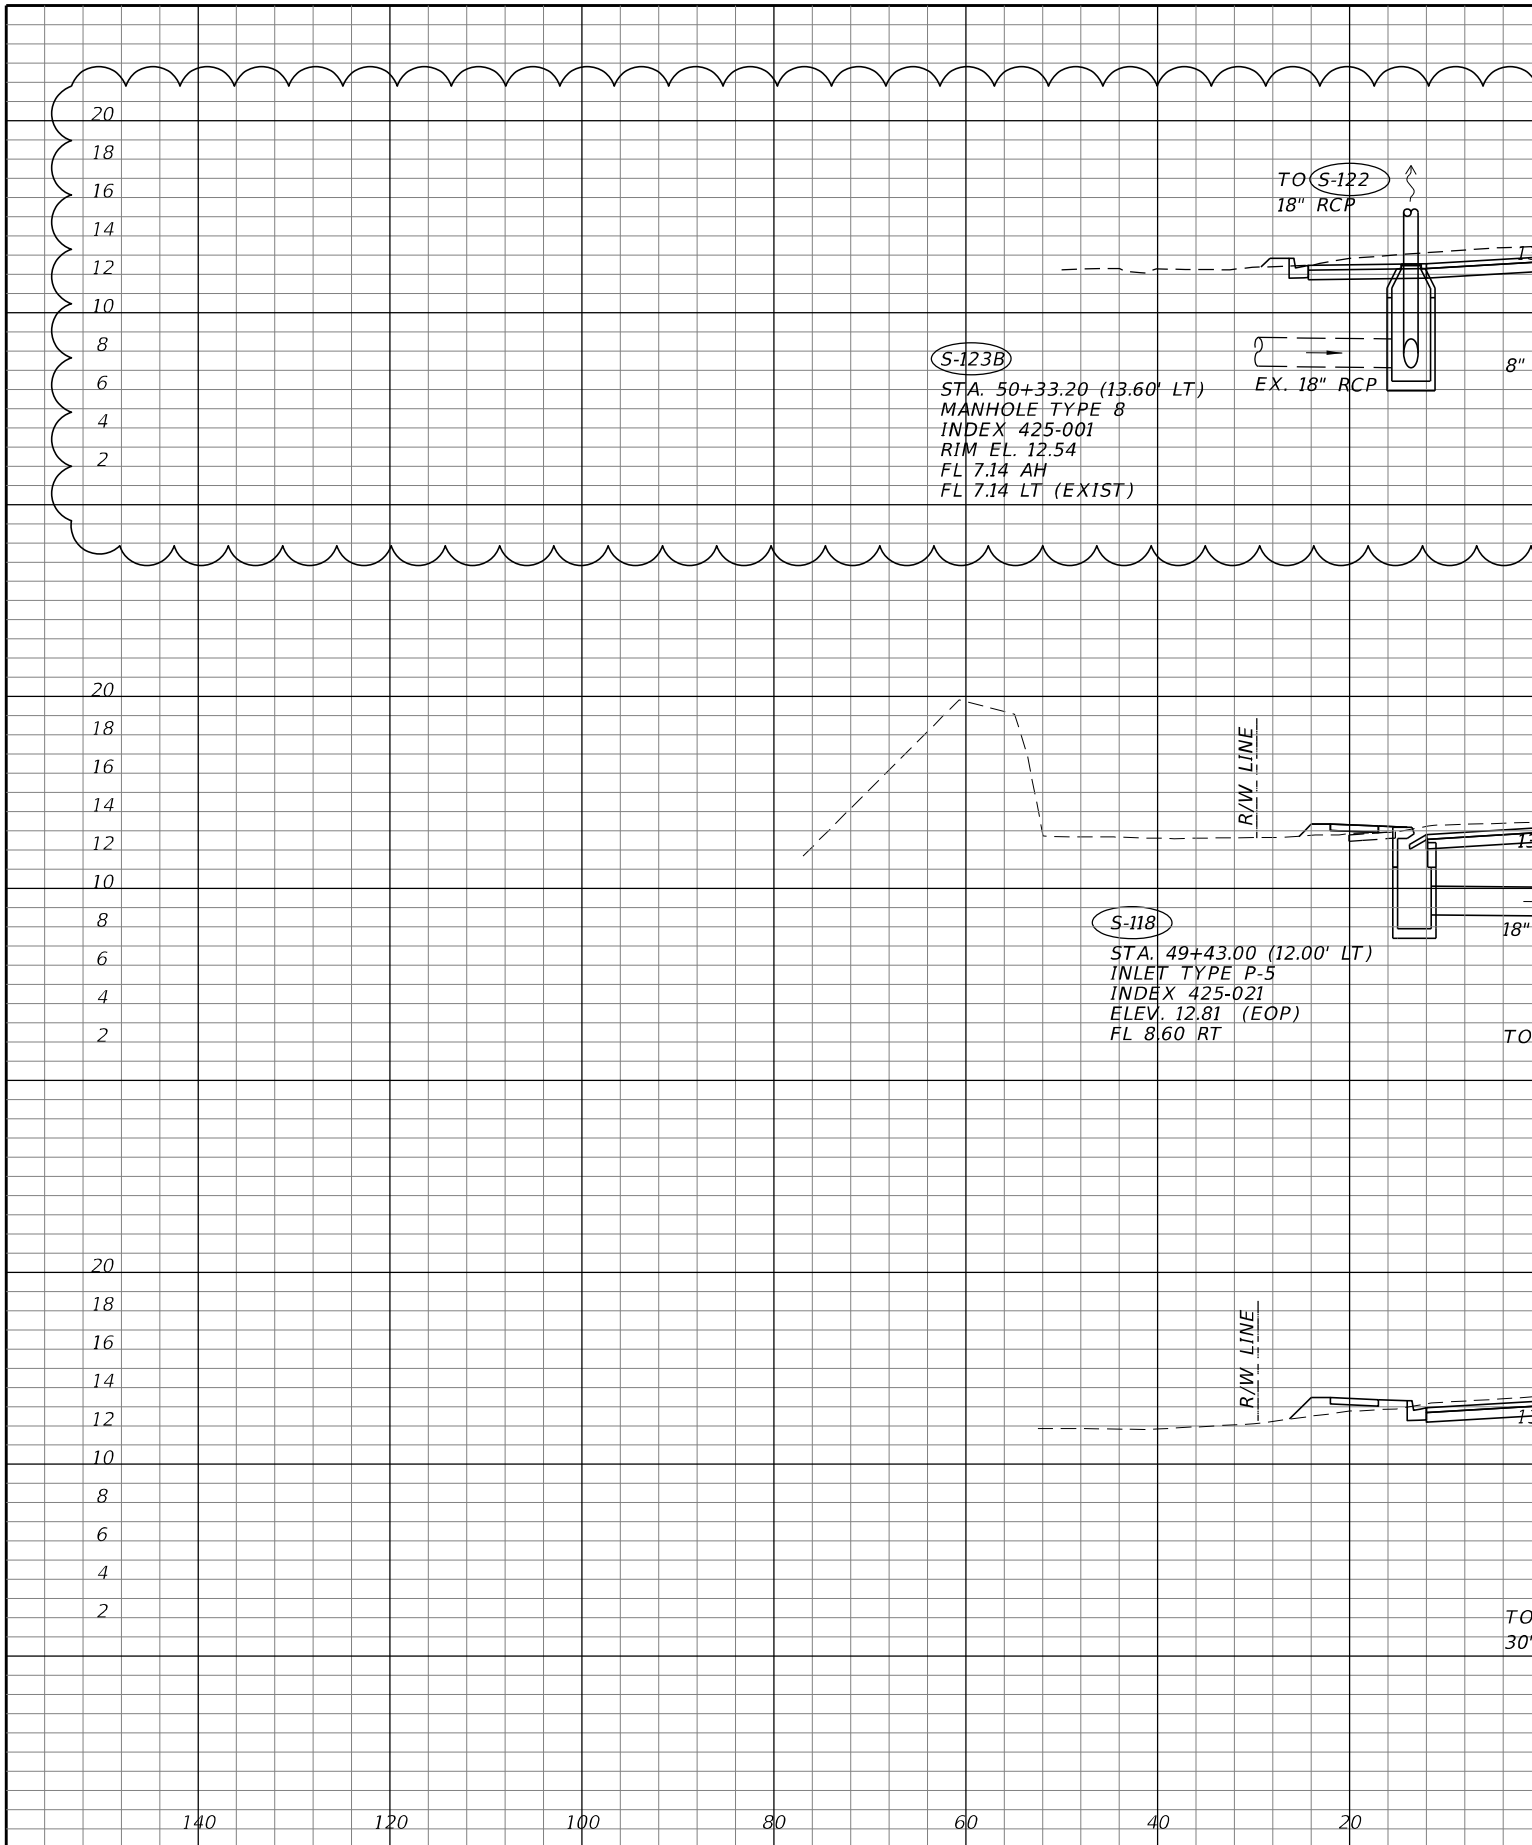 20
18
16
14
12
10
8
6
4
2
TO S-122
18" RCP
8"
EX. 18" RCP
S-123B
STA. 50+33.20 (13.60' LT)
MANHOLE TYPE 8
INDEX 425-001
RIM EL. 12.54
FL 7.14 AH
FL 7.14 LT (EXIST)
20
18
16
14
12
10
8
6
4
2
R/W LINE
13
18"
S-118
STA. 49+43.00 (12.00' LT)
INLET TYPE P-5
INDEX 425-021
ELEV. 12.81 (EOP)
FL 8.60 RT
TO
20
18
16
14
12
10
8
6
4
2
R/W LINE
13
TO
30"
140 120 100 80 60 40 20